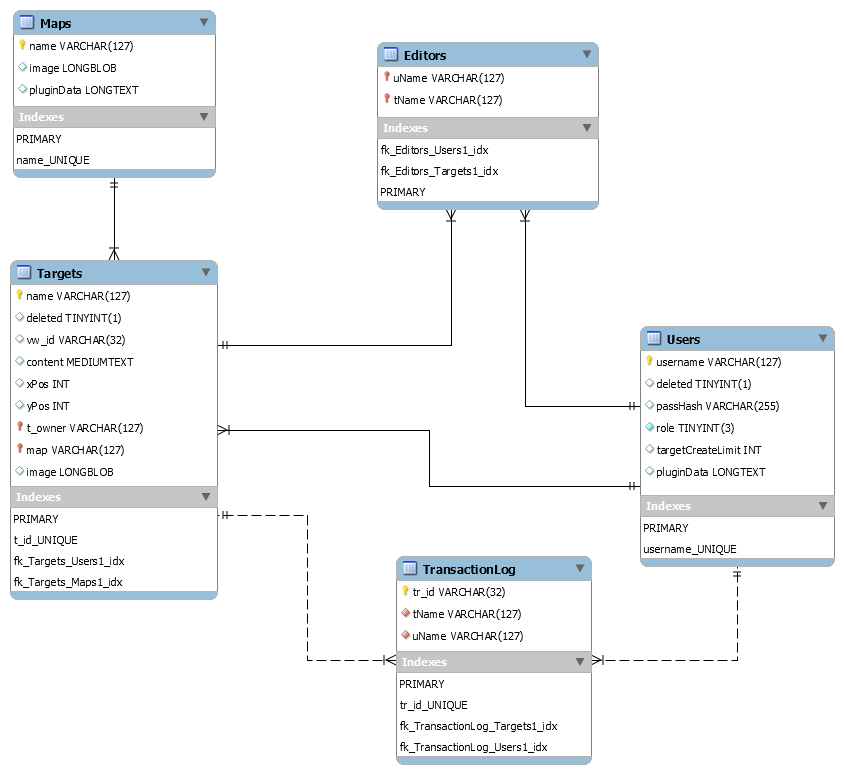 Maps
name VARCHAR(127)
image LONGBLOB
pluginData LONGTEXT
Indexes
PRIMARY
name_UNIQUE
Editors
uName VARCHAR(127)
tName VARCHAR(127)
Indexes
fk_Editors_Users1_idx
fk_Editors_Targets1_idx
PRIMARY
Targets
name VARCHAR(127)
deleted TINYINT(1)
vw_id VARCHAR(32)
content MEDIUMTEXT
xPos INT
yPos INT
t_owner VARCHAR(127)
map VARCHAR(127)
image LONGBLOB
Indexes
PRIMARY
t_id_UNIQUE
fk_Targets_Users1_idx
fk_Targets_Maps1_idx
Users
username VARCHAR(127)
deleted TINYINT(1)
passHash VARCHAR(255)
role TINYINT(3)
targetCreateLimit INT
pluginData LONGTEXT
Indexes
PRIMARY
username_UNIQUE
TransactionLog
tr_id VARCHAR(32)
tName VARCHAR(127)
uName VARCHAR(127)
Indexes
PRIMARY
tr_id_UNIQUE
fk_TransactionLog_Targets1_idx
fk_TransactionLog_Users1_idx